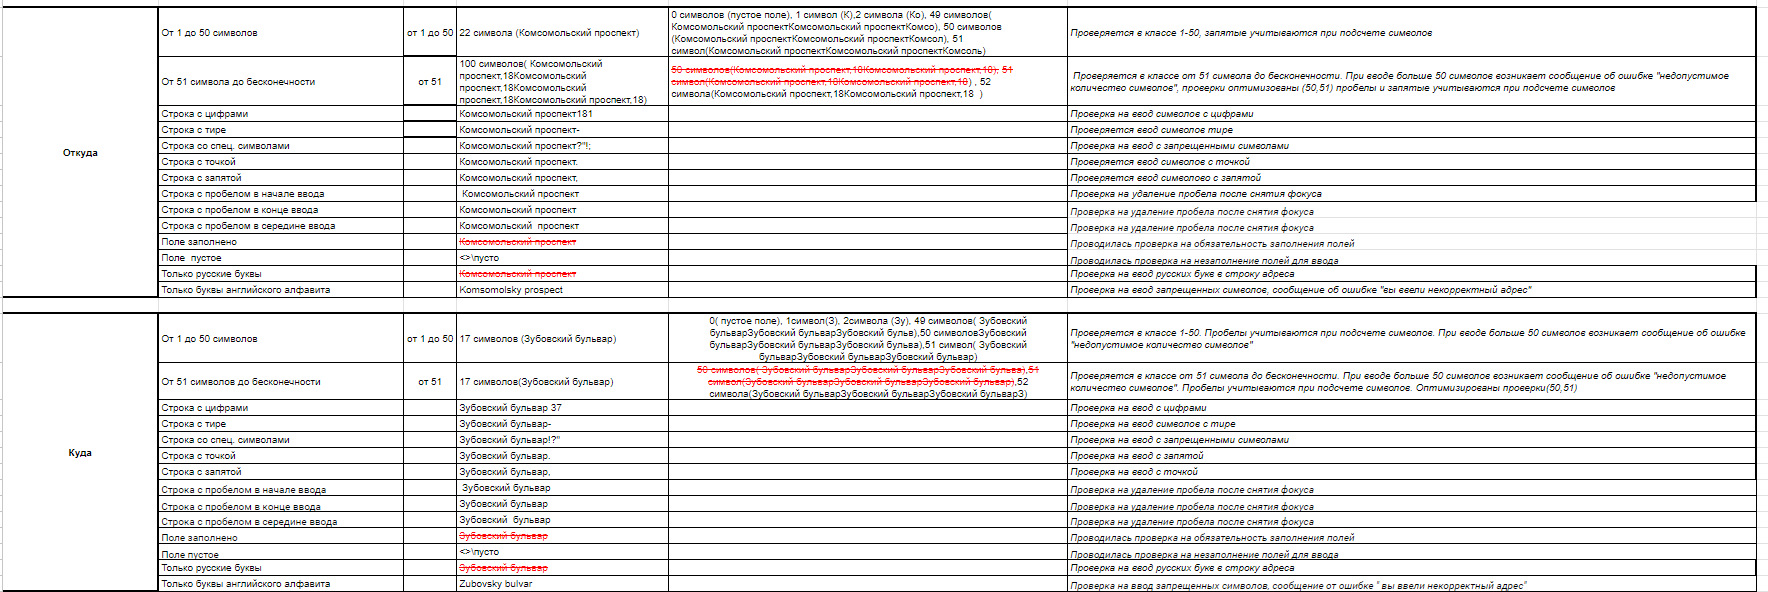 От 1 до 50 символов
от 1 до 50
22 символа (Комсомольский проспект)
0 символов (пустое поле), 1 символ (К),2 символа (Ко), 49 символов(
Комсомольский проспектКомсомольский проспектКомсо), 50 символов
(Комсомольский проспектКомсомольский проспектКомсол), 51
символ(Комсомольский проспектКомсомольский проспектКомсоль)
Проверяется в классе 1-50, запятые учитываются при подсчете символов
От 51 символа до бесконечности
от 51
100 символов( Комсомольский
проспект,18Комсомольский
проспект,18Комсомольский
проспект,18Комсомольский проспект,18)
50 символов(Комсомольский проспект,18Комсомольский проспект,18), 51
символ(Комсомольский проспект,18Комсомольский проспект,18) , 52
символа(Комсомольский проспект,18Комсомольский проспект,18 )
Проверяется в классе от 51 символа до бесконечности. При вводе больше 50 символов возникает сообщение об ошибке "недопустимое
количество символов", проверки оптимизованы (50,51) пробелы и запятые учитываются при подсчете символов
Откуда
Строка с цифрами
Комсомольский проспект181
Проверка на ввод символов с цифрами
Строка с тире
Комсомольский проспект-
Проверяется ввод символов тире
Строка со спец. символами
Комсомольский проспект?"!;
Проверка на ввод с запрещенными символами
Строка с точкой
Комсомольский проспект.
Проверяется ввод символов с точкой
Строка с запятой
Комсомольский проспект,
Проверяется ввод символово с запятой
Строка с пробелом в начале ввода
Комсомольский проспект
Проверка на удаление пробела после снятия фокуса
Строка с пробелом в конце ввода
Комсомольский проспект
Проверка на удаление пробела после снятия фокуса
Строка с пробелом в середине ввода
Комсомольский  проспект
Проверка на удаление пробела после снятия фокуса
Поле заполнено
Комсомольский проспект
Проводилась проверка на обязательность заполнения полей
Поле  пустое
<>\пусто
Проводилась проверка на незаполнение полей для ввода
Только русские буквы
Комсомольский проспект
Проверка на ввод русских букв в строку адреса
Только буквы английского алфавита
Komsomolsky prospect
Проверка на ввод запрещенных символов, сообщение об ошибке "вы ввели некорректный адрес"
От 1 до 50 символов
от 1 до 50
17 символов (Зубовский бульвар)
0( пустое поле), 1символ(З), 2символа (Зу), 49 символов( Зубовский
бульварЗубовский бульварЗубовский бульв),50 символовЗубовский
бульварЗубовский бульварЗубовский бульва),51 символ( Зубовский
бульварЗубовский бульварЗубовский бульвар)
Проверяется в классе 1-50. Пробелы учитываются при подсчете символов. При вводе больше 50 символов возникает сообщение об ошибке
"недопустимое количество символов"
От 51 символов до бесконечности
от 51
17 символов(Зубовский бульвар)
50 символов( Зубовский бульварЗубовский бульварЗубовский бульва),51
символ(Зубовский бульварЗубовский бульварЗубовский бульвар),52
символа(Зубовский бульварЗубовский бульварЗубовский бульварЗ)
Проверяется в классе от 51 символа до бесконечности. При вводе больше 50 символов возникает сообщение об ошибке "недопустимое
количество символов". Пробелы учитываются при подсчете символов. Оптимизированы проверки(50,51)
Куда
Строка с цифрами
Зубовский бульвар 37
Проверка на ввод с цифрами
Строка с тире
Зубовский бульвар-
Проверка на ввод символов с тире
Строка со спец. символами
Зубовский бульвар!?"
Проверка на ввод с запрещенными символами
Строка с точкой
Зубовский бульвар.
Проверка на ввод с запятой
Строка с запятой
Зубовский бульвар,
Проверка на ввод с точкой
Строка с пробелом в начале ввода
Зубовский бульвар
Проверка на удаление пробела после снятия фокуса
Строка с пробелом в конце ввода
Зубовский бульвар
Проверка на удаление пробела после снятия фокуса
Строка с пробелом в середине ввода
Зубовский  бульвар
Проверка на удаление пробела после снятия фокуса
Поле заполнено
Зубовский бульвар
Проводилась проверка на обязательность заполнения полей
Поле пустое
<>\пусто
Проводилась проверка на незаполнение полей для ввода
Только русские буквы
Зубовский бульвар
Проверка на ввод русских букв в строку адреса
Только буквы английского алфавита
Zubovsky bulvar
Проверка на ввод запрещенных символов, сообщение от ошибке " вы ввели некорректный адрес"